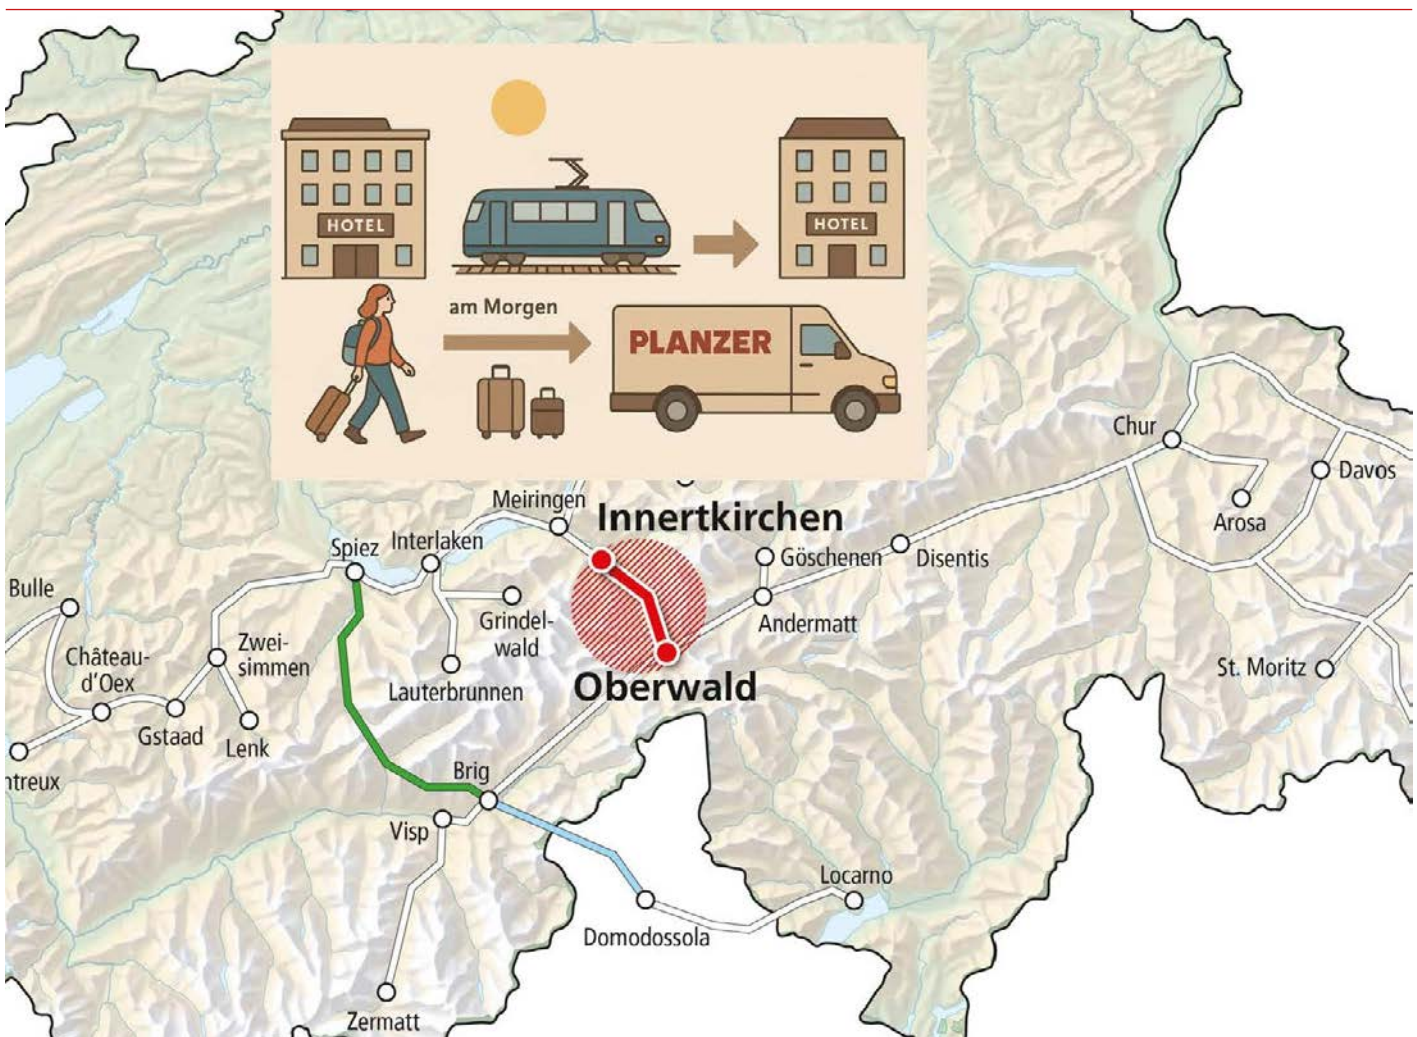 HOTEL
HOTEL
am Morgen
PLANZER
Chur
Davos
Arosa
Meiringen
Innertkirchen
Interlaken
Spiez
Göschenen
Disentis
Bulle
Grindel-
wald
Andermatt
Zwei-
simmen
Château-
d'Oex
Lauterbrunnen
Oberwald
St. Moritz
Gstaad
Lenk
ntreux
Brig
Visp
Locarno
Domodossola
Zermatt